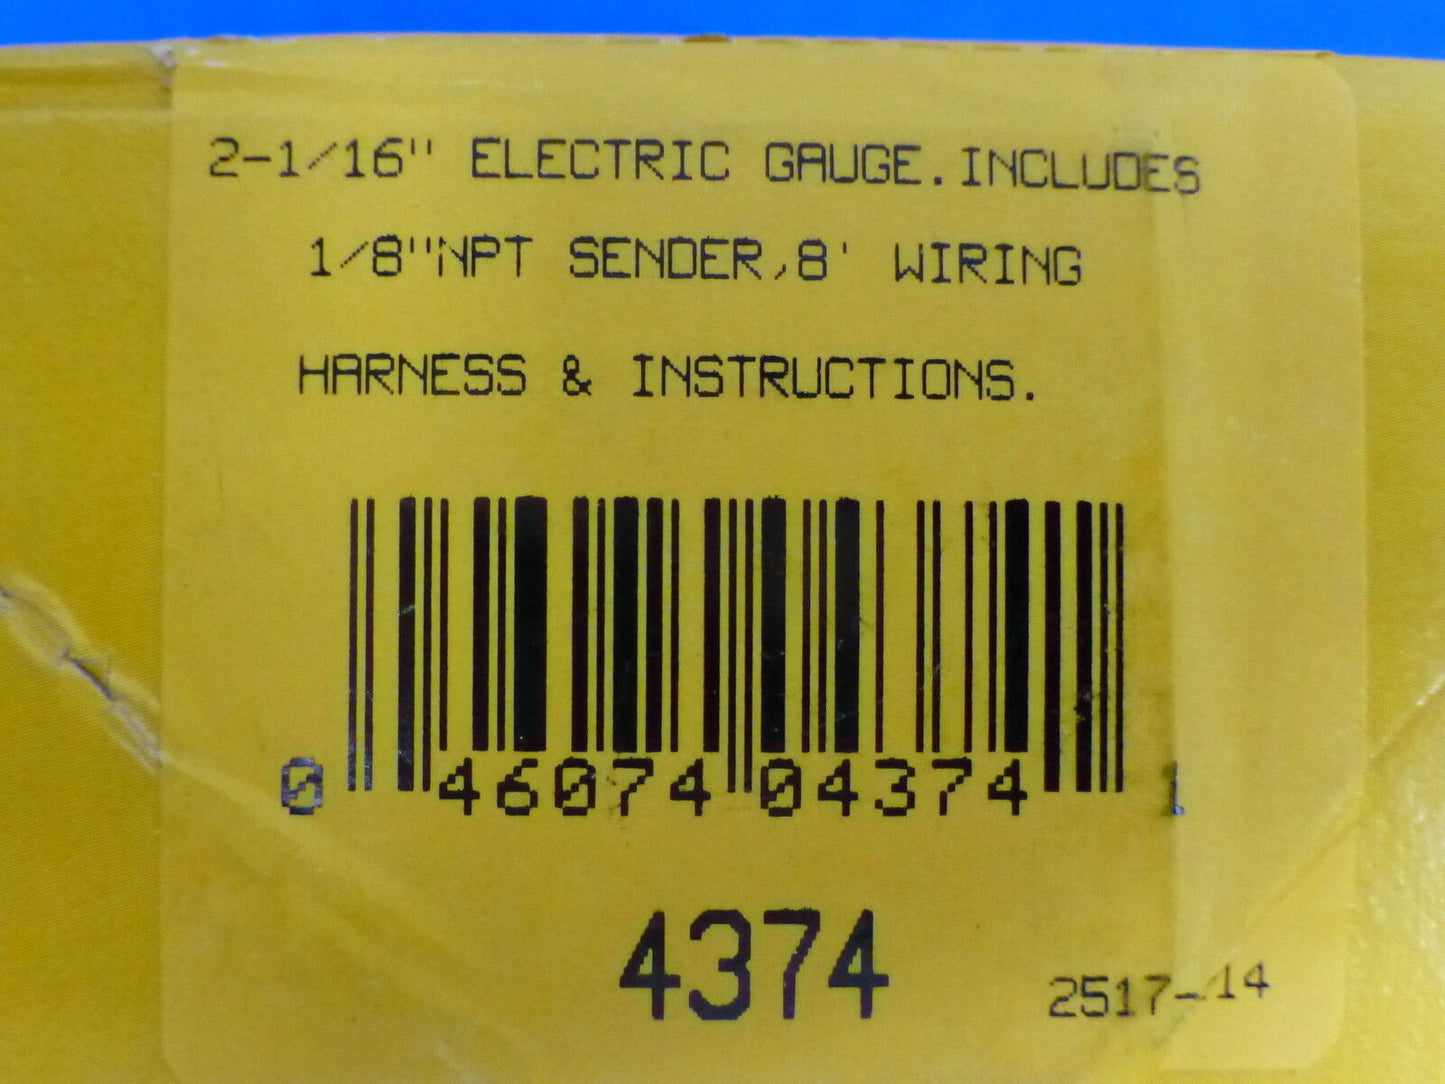 2-1/16" ELECTRIC GAUGE.INCLUDES
1/8"NPT SENDER,8' WIRING
HARNESS & INSTRUCTIONS.
0 46074 04374 1
4374
2517-14